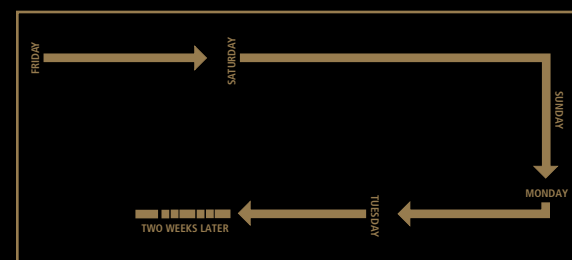 FRIDAY
SATURDAY
SUNDAY
MONDAY
TUESDAY
TWO WEEKS LATER